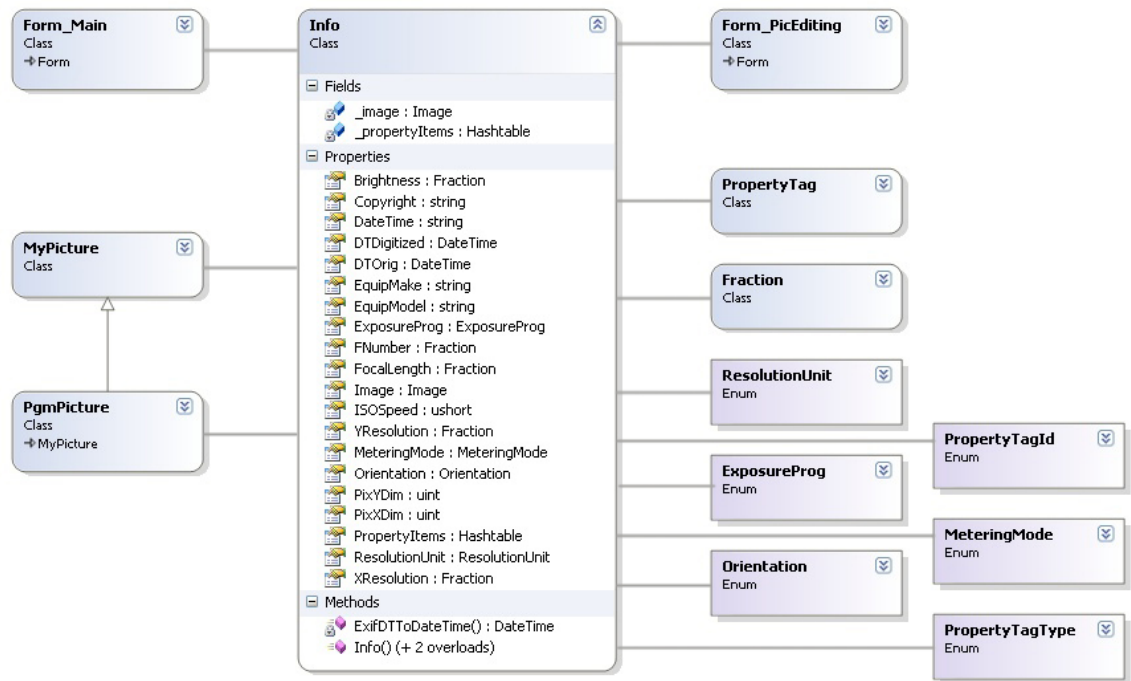 Form_Main
Class
Form
MyPicture
Class
PgmPicture
Class
MyPicture
Info
Class
Fields
_image : Image
_propertyItems : Hashtable
Properties
Brightness : Fraction
Copyright : string
DateTime : string
DTDigitized : DateTime
DTOrig : DateTime
EquipMake : string
EquipModel : string
ExposureProg : ExposureProg
FNumber : Fraction
FocalLength : Fraction
Image : Image
ISOSpeed : ushort
YResolution : Fraction
MeteringMode : MeteringMode
Orientation : Orientation
PixYDim : uint
PixXDim : uint
PropertyItems : Hashtable
ResolutionUnit : ResolutionUnit
XResolution : Fraction
Methods
ExifDTToDateTime() : DateTime
Info() (+ 2 overloads)
Form_PicEditing
Class
Form
PropertyTag
Class
Fraction
Class
ResolutionUnit
Enum
PropertyTagId
Enum
ExposureProg
Enum
MeteringMode
Enum
Orientation
Enum
PropertyTagType
Enum